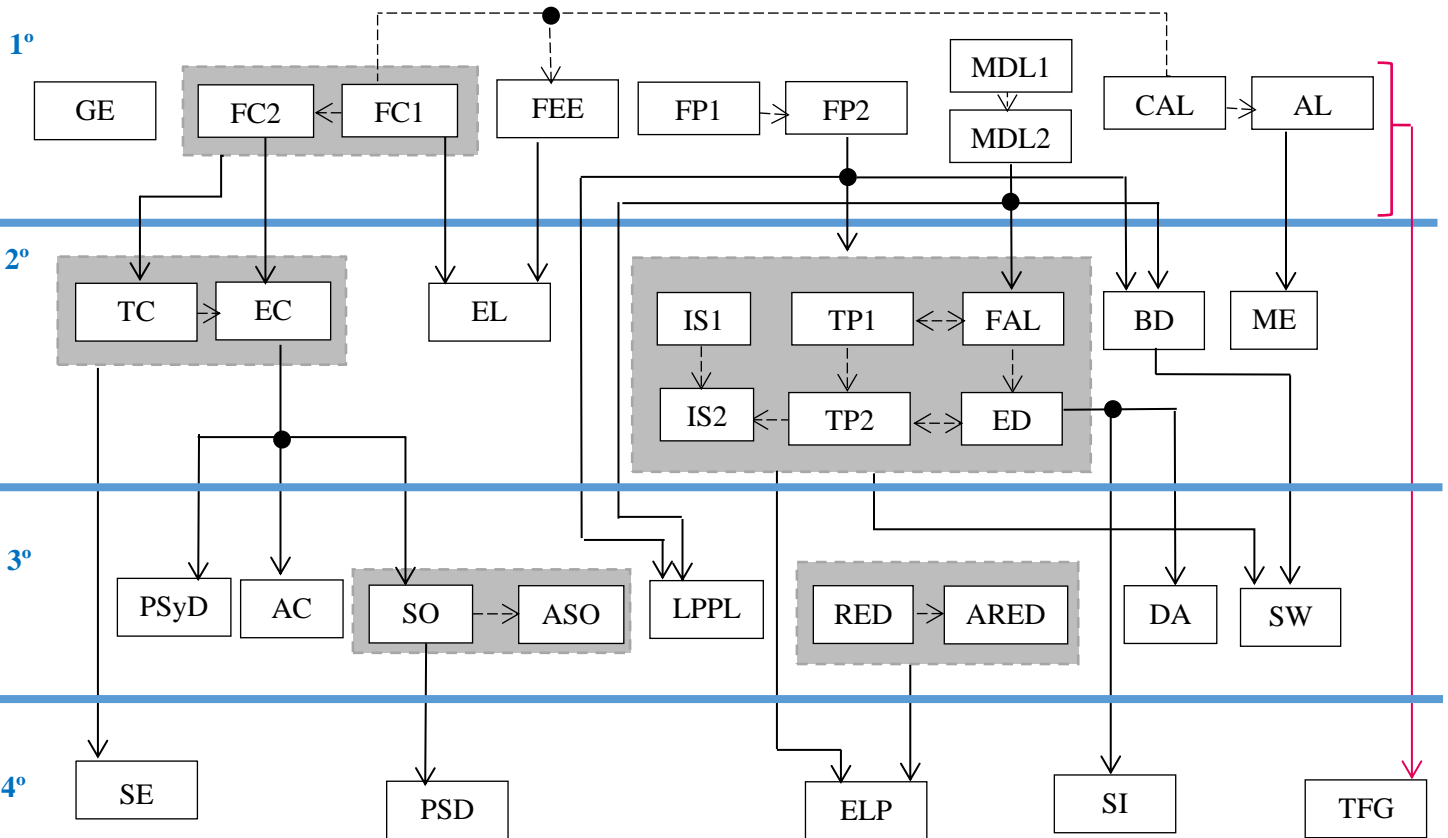 1º
MDL1
GE
FC2
FC1
FEE
FP1
FP2
CAL
AL
MDL2
2º
TC
EC
EL
IS1
TP1
FAL
BD
ME
IS2
TP2
ED
3º
PSyD
AC
SO
ASO
LPPL
RED
ARED
DA
SW
4º
SE
PSD
ELP
SI
TFG